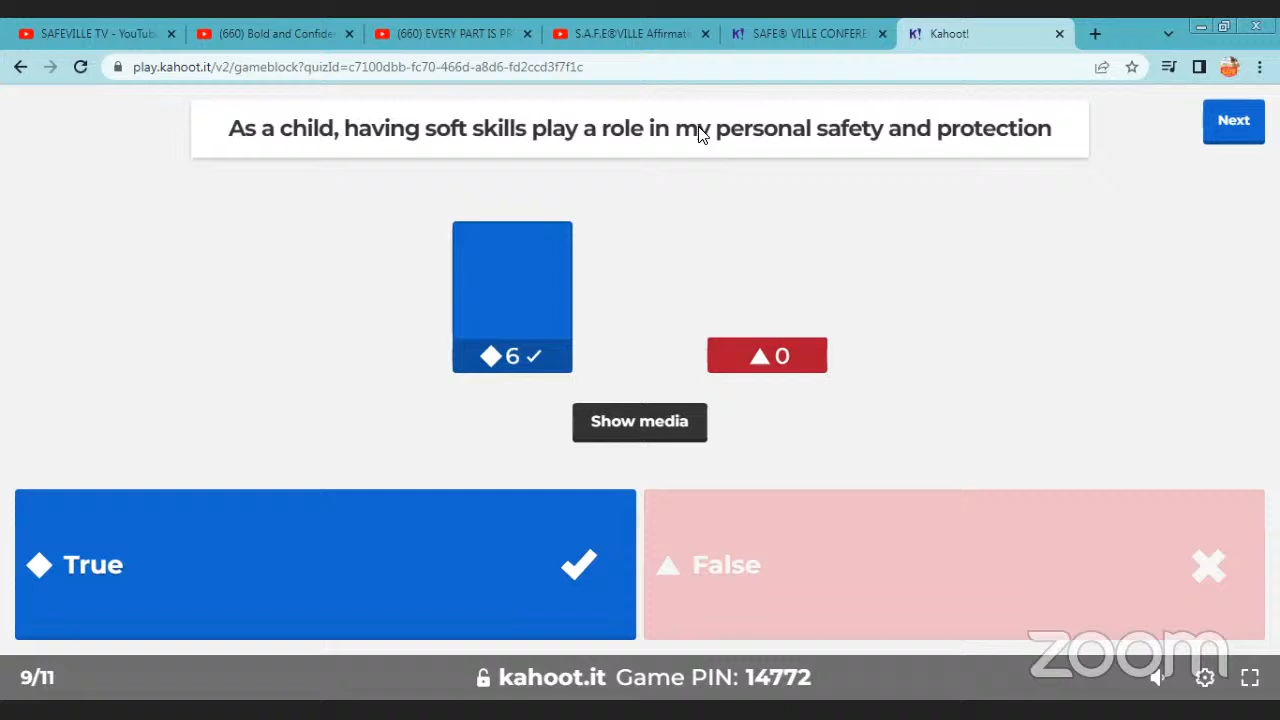 SAFEVILLE TV - YouTub
(660) Bold and Confide
(660) EVERY PART IS PR
S.A.F.E®VILLE Affirmati
K! SAFE® VILLE CONFERE
K! Kahoot!
play.kahoot.it/v2/gameblock?quizId=c7100dbb-fc70-466d-a8d6-fd2ccd3f7f1c
As a child, having soft skills play a role in my personal safety and protection
Next
6
0
Show media
True
False
zoom
9/11
kahoot.it Game PIN: 14772